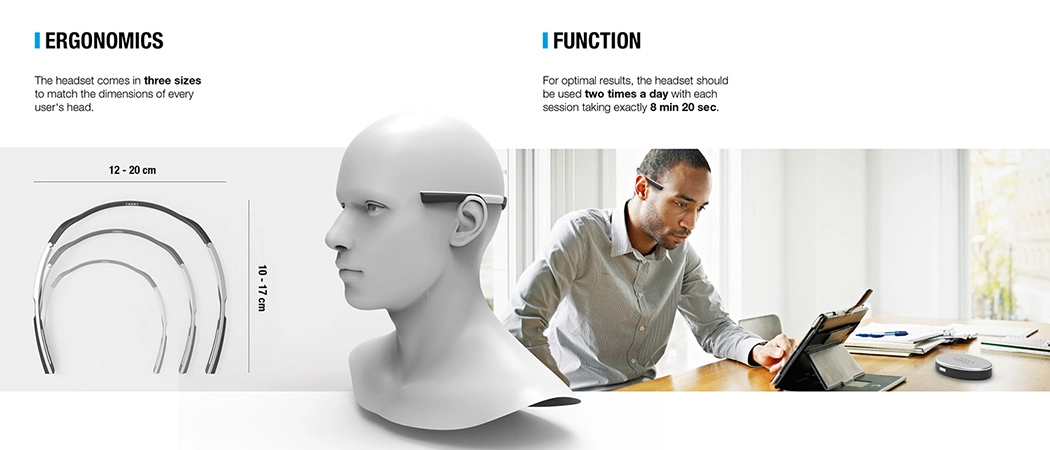 ERGONOMICS
The headset comes in three sizes
to match the dimensions of every
user's head.
FUNCTION
For optimal results, the headset should
be used two times a day with each
session taking exactly 8 min 20 sec.
12 - 20 cm
10 - 17 cm